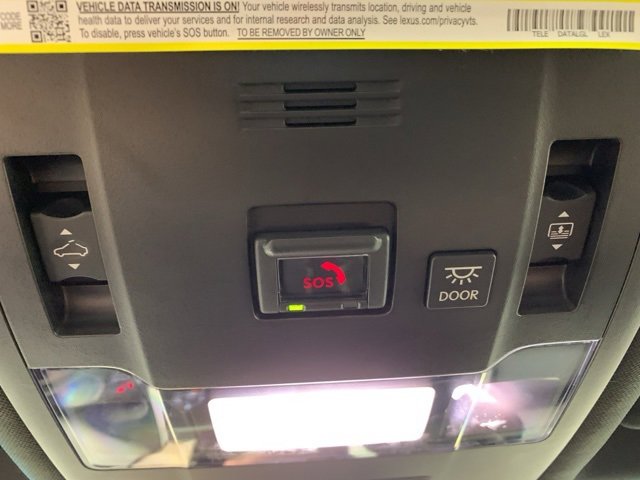 CODE
MORE
VEHICLE DATA TRANSMISSION IS ON! Your vehicle wirelessly transmits location, driving and vehicle
health data to deliver your services and for internal research and data analysis. See lexus.com/privacyvts.
To disable, press vehicle's SOS button. TO BE REMOVED BY OWNER ONLY
TELE DATALGL LEX
SOS
DOOR